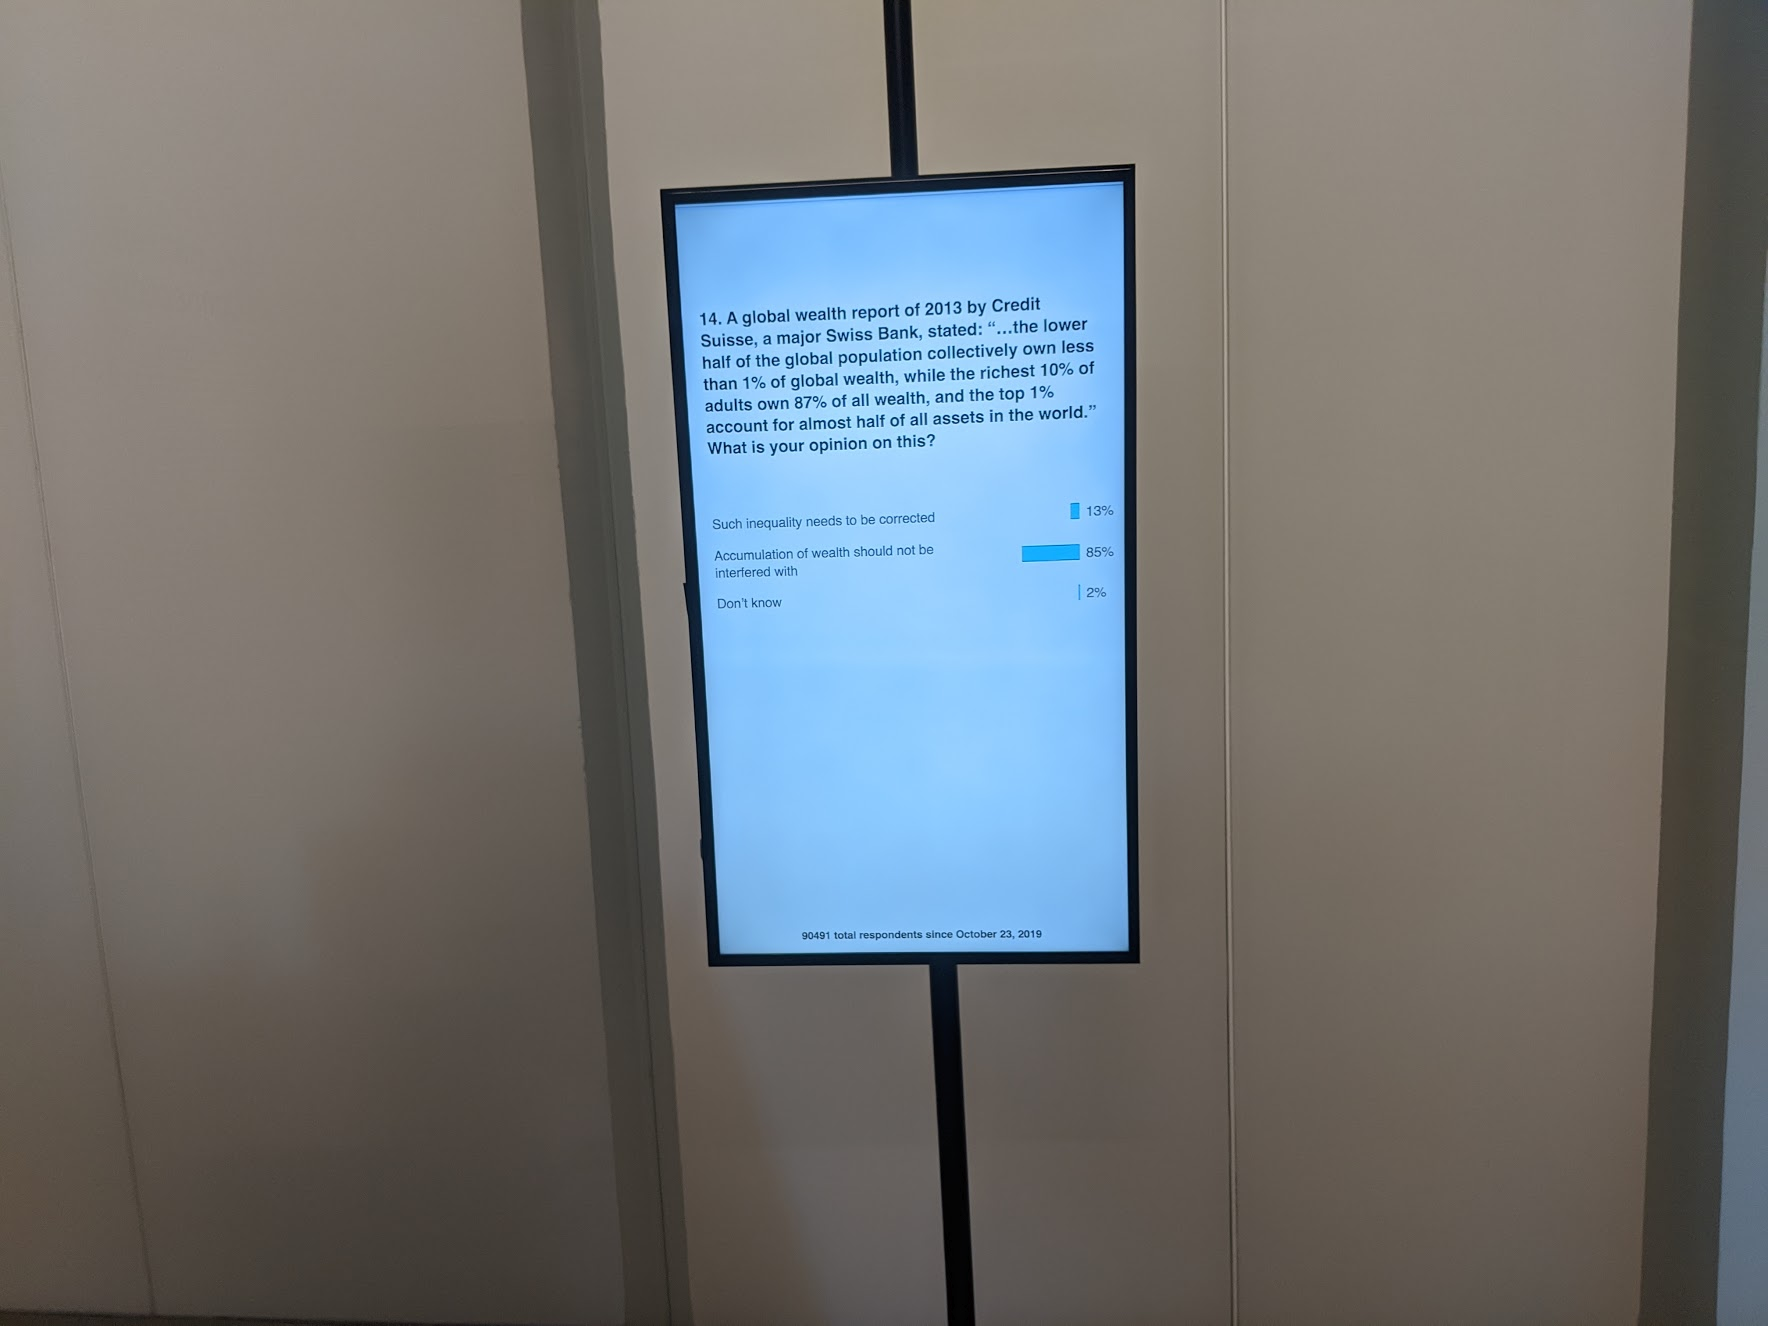 14. A global wealth report of 2013 by Credit
Suisse, a major Swiss Bank, stated: “...the lower
half of the global population collectively own less
than 1% of global wealth, while the richest 10% of
adults own 87% of all wealth, and the top 1%
account for almost half of all assets in the world.”
What is your opinion on this?
Such inequality needs to be corrected 13%
Accumulation of wealth should not be
interfered with 85%
Don't know 2%
90491 total respondents since October 23, 2019